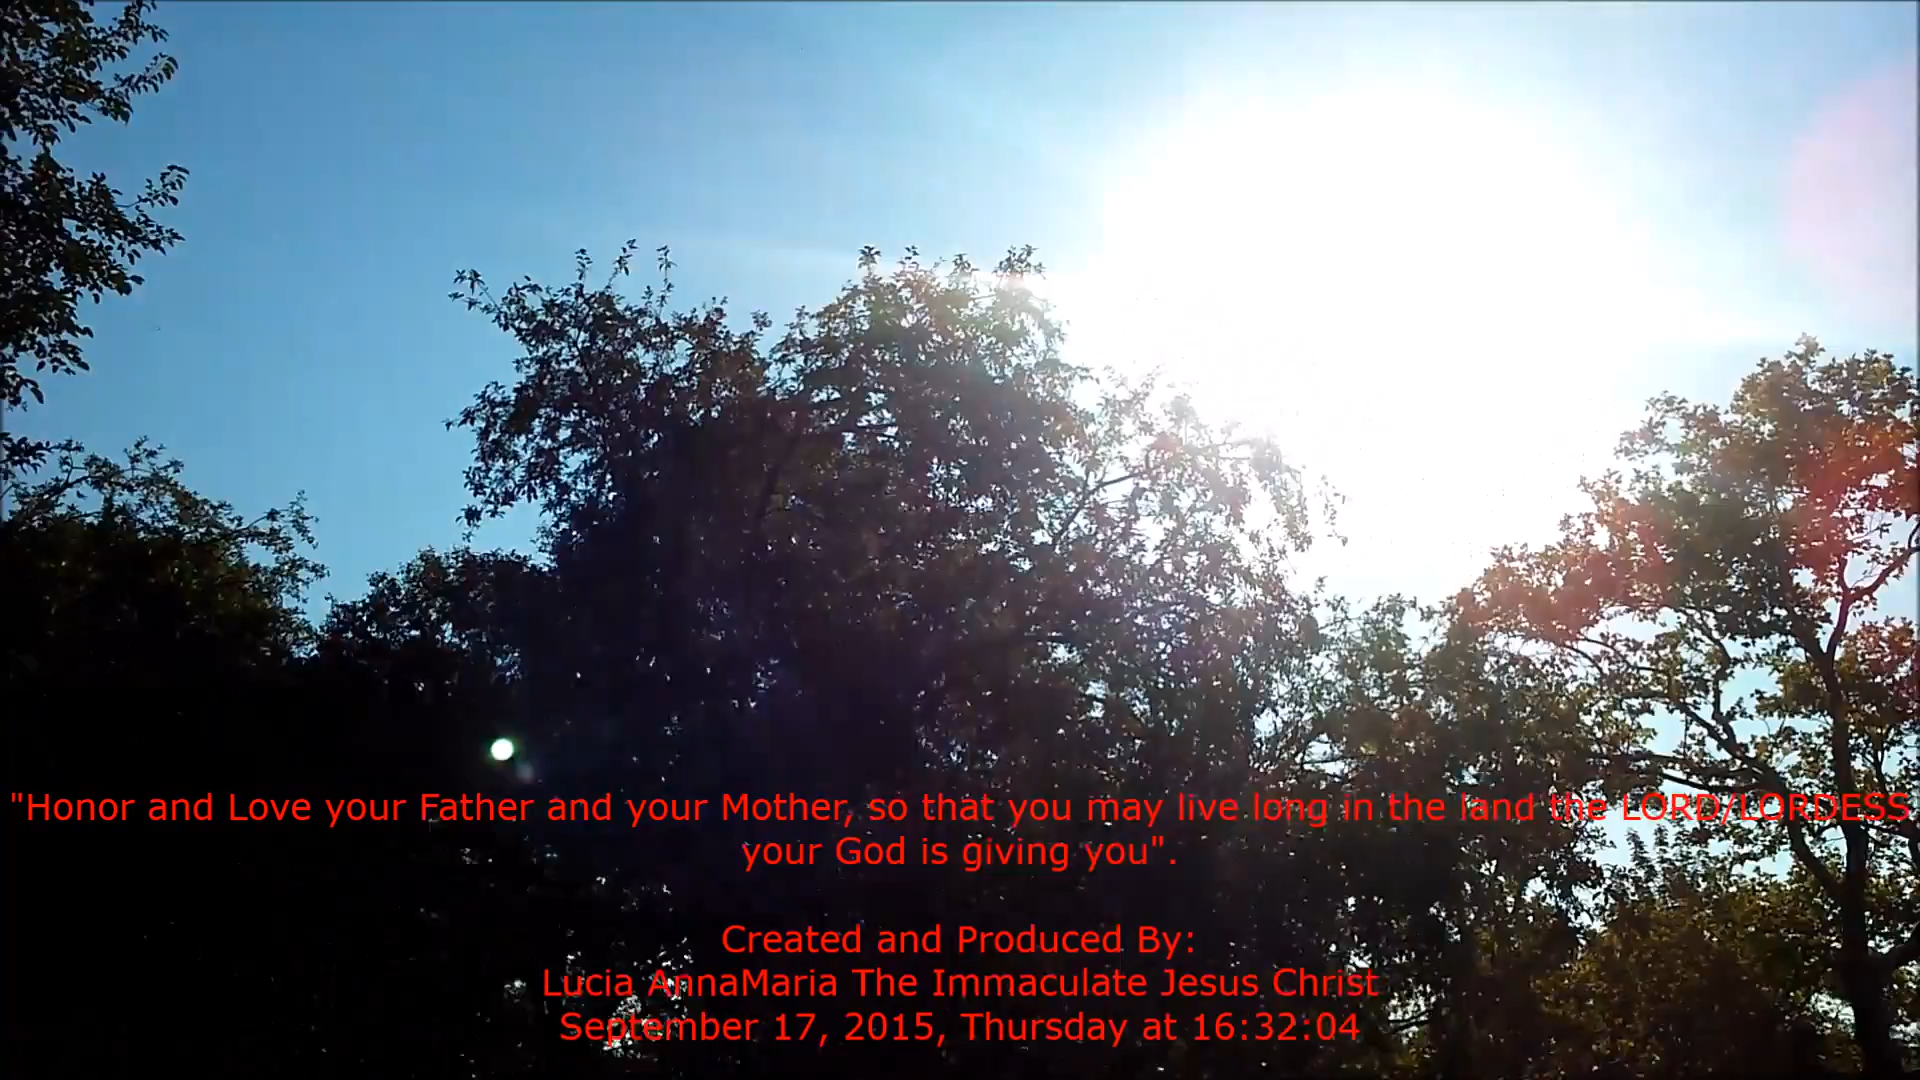 "Honor and Love your Father and your Mother, so that you may live long in the land the LORD/LORDESS
your God is giving you".
Created and Produced By:
Lucia AnnaMaria The Immaculate Jesus Christ
September 17, 2015, Thursday at 16:32:04